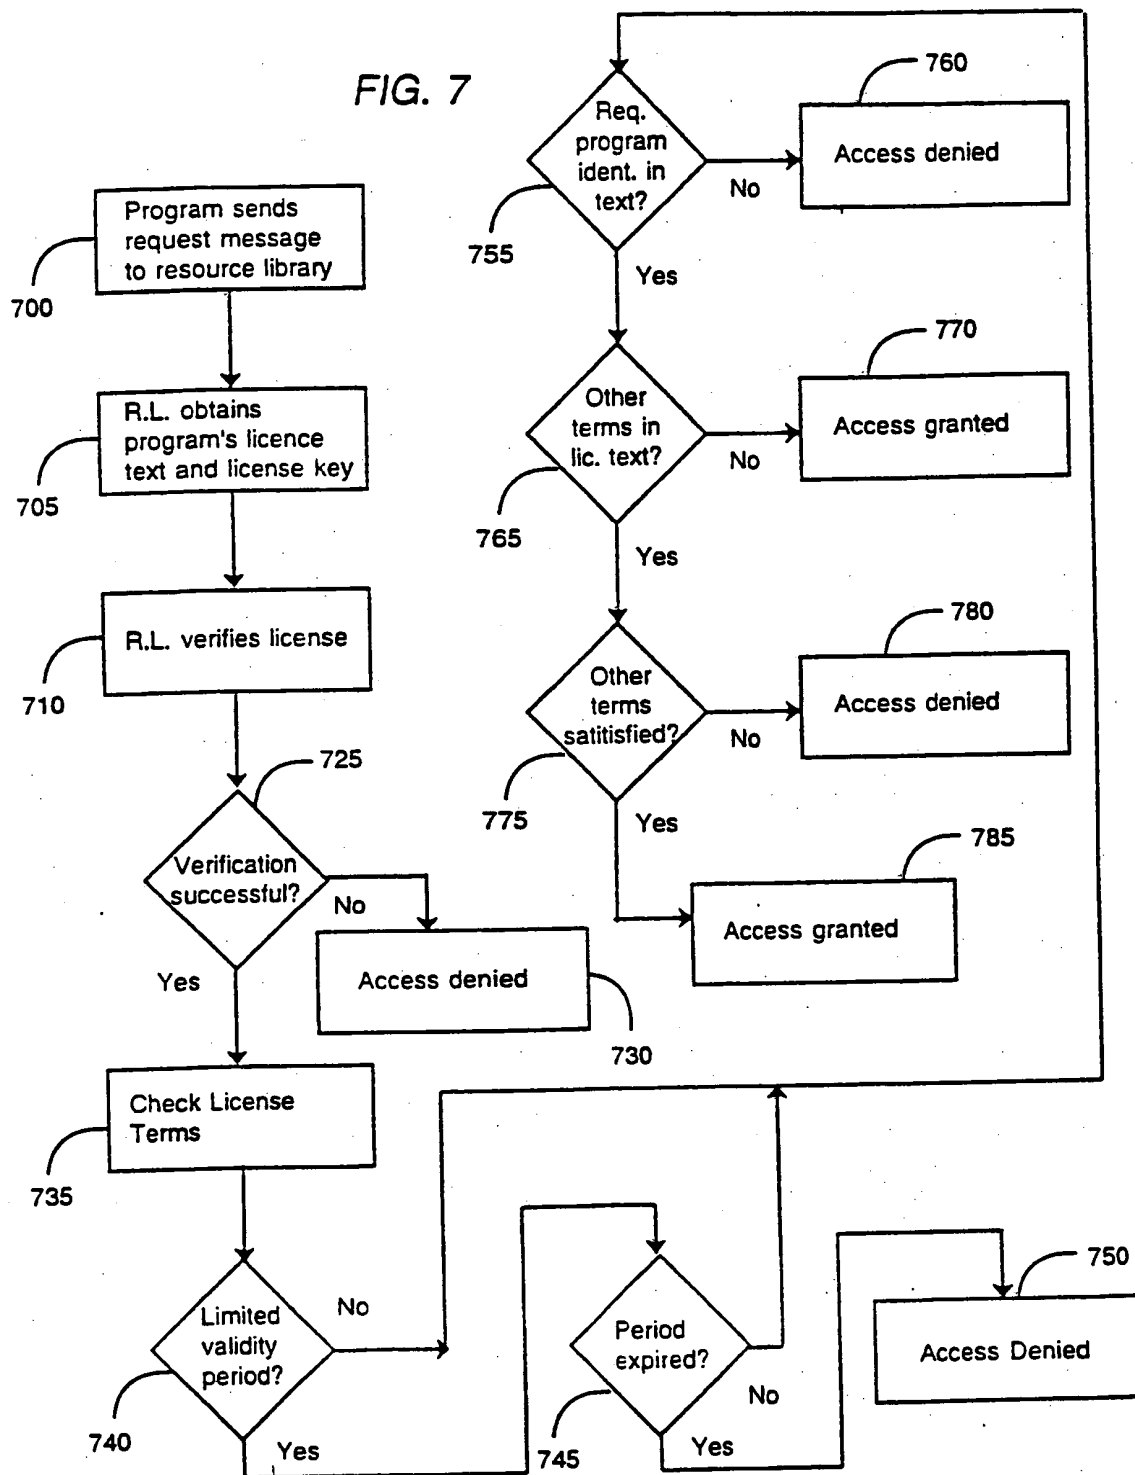 FIG. 7
Program sends
request message
to resource library
700
R.L. obtains
program's licence
text and license key
705
R.L. verifies license
710
725
Verification
successful?
No
Yes
Access denied
730
Check License
Terms
735
Limited
validity
period?
No
740
Yes
Period
expired?
No
745
Yes
750
Access Denied
Req.
program
ident. in
text?
755
No
760
Access denied
Yes
Other
terms in
lic. text?
765
No
770
Access granted
Yes
Other
terms
satitisfied?
775
No
780
Access denied
Yes
785
Access granted